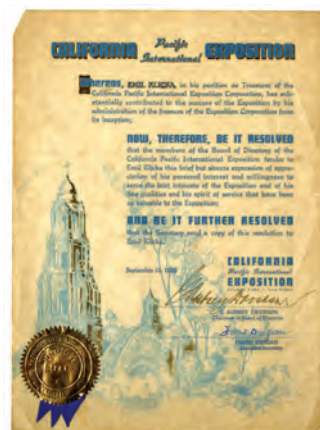 CALIFORNIA Pacific International EXPOSITION
Whereas, EMIL KLICKA, in his position as Treasurer of the
California Pacific International Exposition Corporation, has sub-
stantially contributed to the success of the Exposition by his
administration of the finances of the Exposition Corporation from
its inception;
NOW, THEREFORE, BE IT RESOLVED
that the members of the Board of Directors of the
California Pacific International Exposition tender to
Emil Klicka this brief but sincere expression of appre-
ciation of his personal interest and willingness to
serve the best interests of the Exposition and of his
fine qualities and his spirit of service that have been
so valuable to the Exposition;
AND BE IT FURTHER RESOLVED
that the Secretary send a copy of this resolution to
Emil Klicka.
CALIFORNIA
Pacific International
EXPOSITION
September
Chairman of Board of Directors